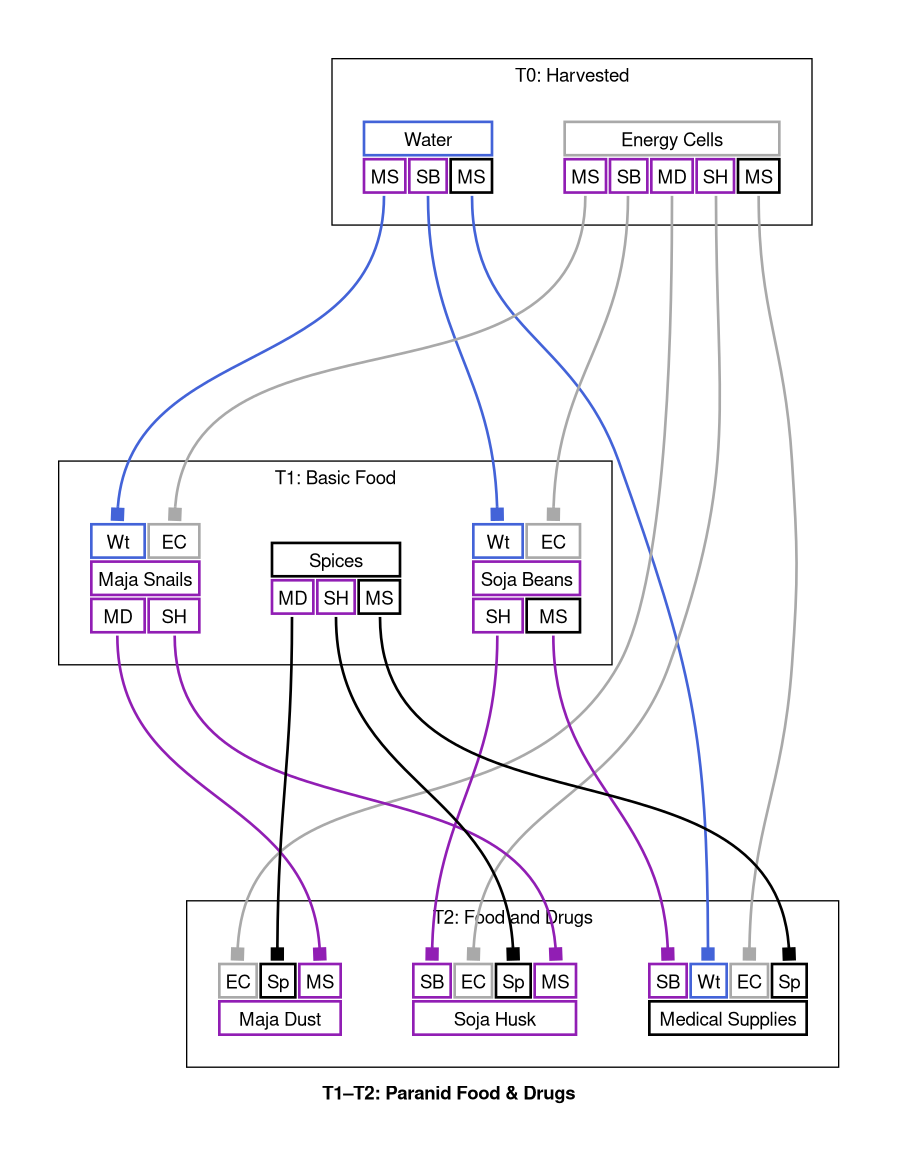 T0: Harvested
Water
Energy Cells
MS SB MS
MS SB MD SH MS
T1: Basic Food
Wt EC
Maja Snails
MD SH
Spices
MD SH MS
Wt EC
Soja Beans
SH MS
T2: Food and Drugs
EC Sp MS
Maja Dust
SB EC Sp MS
Soja Husk
SB Wt EC Sp
Medical Supplies
T1–T2: Paranid Food & Drugs